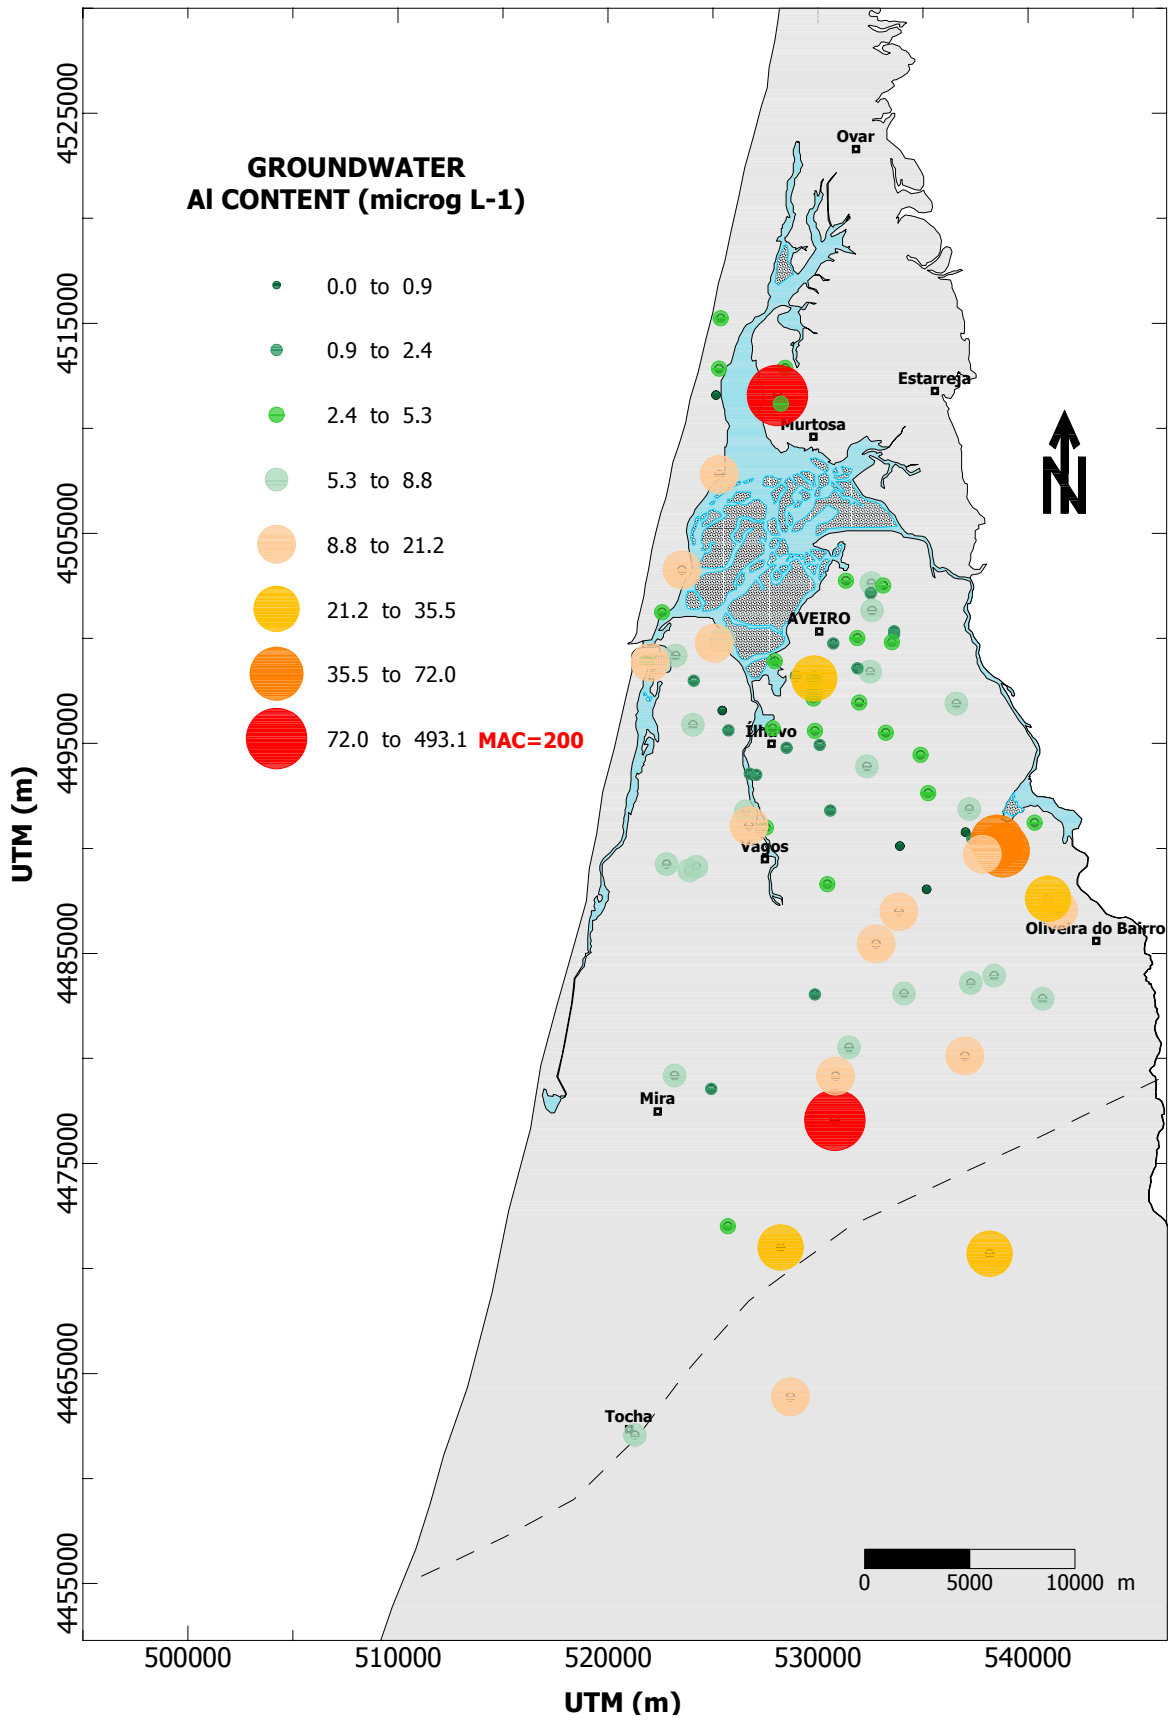 GROUNDWATER
Al CONTENT (microg L-1)
0.0 to 0.9
0.9 to 2.4
2.4 to 5.3
5.3 to 8.8
8.8 to 21.2
21.2 to 35.5
35.5 to 72.0
72.0 to 493.1 MAC=200
Ovar
Estarreja
Murtosa
AVEIRO
Ílhavo
Vagos
Oliveira do Bairro
Mira
Tocha
N
4525000
4515000
4505000
4495000
4485000
4475000
4465000
4455000
UTM (m)
0 5000 10000 m
500000 510000 520000 530000 540000
UTM (m)